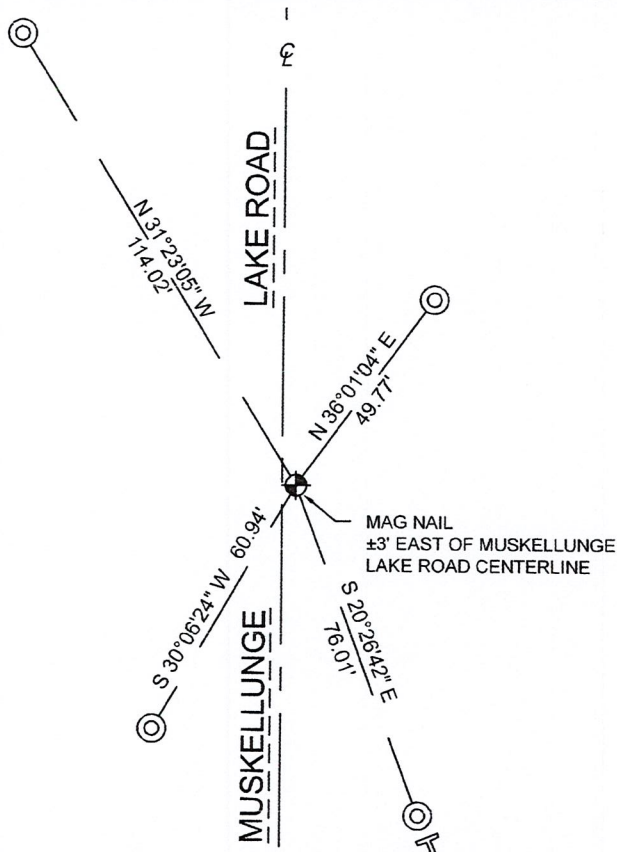 ℄
LAKE ROAD
N 31°23'05" W
114.02'
N 36°01'04" E
49.77'
MAG NAIL
±3' EAST OF MUSKELLUNGE
LAKE ROAD CENTERLINE
S 30°06'24" W 60.94'
S 20°26'42" E
76.01'
MUSKELLUNGE